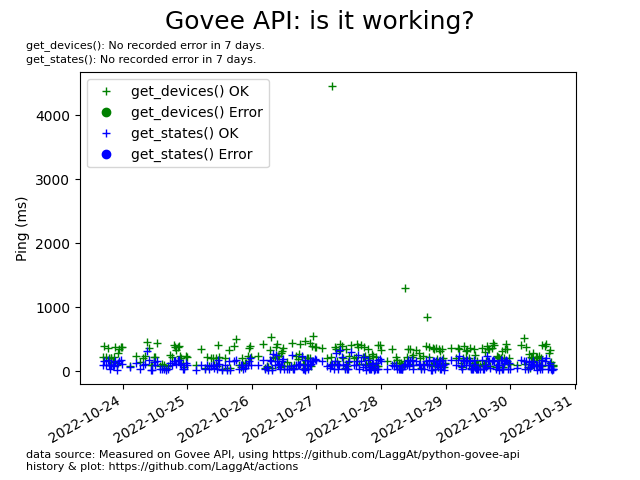 Govee API: is it working?
get_devices(): No recorded error in 7 days.
get_states(): No recorded error in 7 days.
get_devices() OK
get_devices() Error
get_states() OK
get_states() Error
Ping (ms)
4000
3000
2000
1000
0
2022-10-24
2022-10-25
2022-10-26
2022-10-27
2022-10-28
2022-10-29
2022-10-30
2022-10-31
data source: Measured on Govee API, using https://github.com/LaggAt/python-govee-api
history & plot: https://github.com/LaggAt/actions